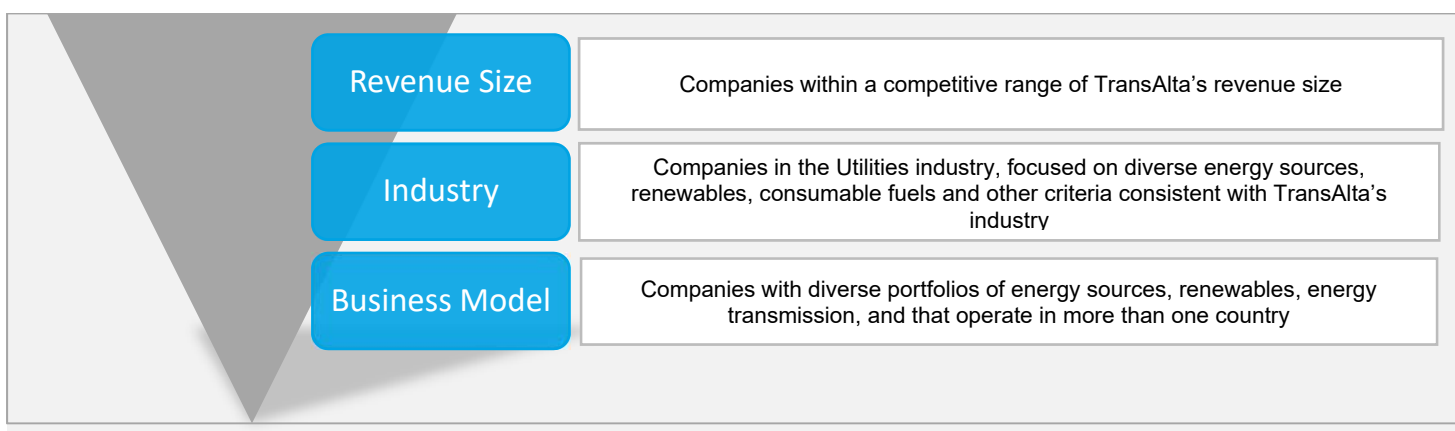 Revenue Size
Companies within a competitive range of TransAlta’s revenue size
Industry
Companies in the Utilities industry, focused on diverse energy sources,
renewables, consumable fuels and other criteria consistent with TransAlta’s
industry
Business Model
Companies with diverse portfolios of energy sources, renewables, energy
transmission, and that operate in more than one country